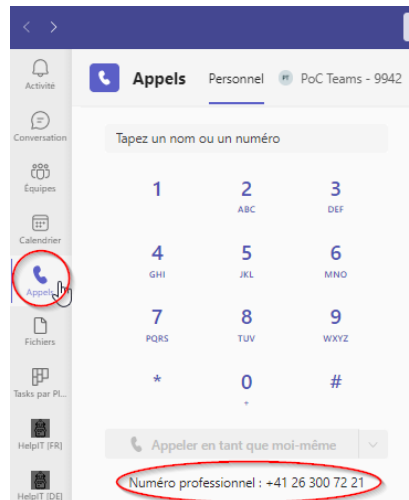 Activité
Conversation
Équipes
Calendrier
Appels
Fichiers
Tasks par Pl...
HelpIT [FR]
HelpIT [DE]
Appels Personnel PT PoC Teams - 9942
Tapez un nom ou un numéro
1 2 3
ABC DEF
4 5 6
GHI JKL MNO
7 8 9
PQRS TUV WXYZ
* 0 #
+
Appeler en tant que moi-même
Numéro professionnel : +41 26 300 72 21